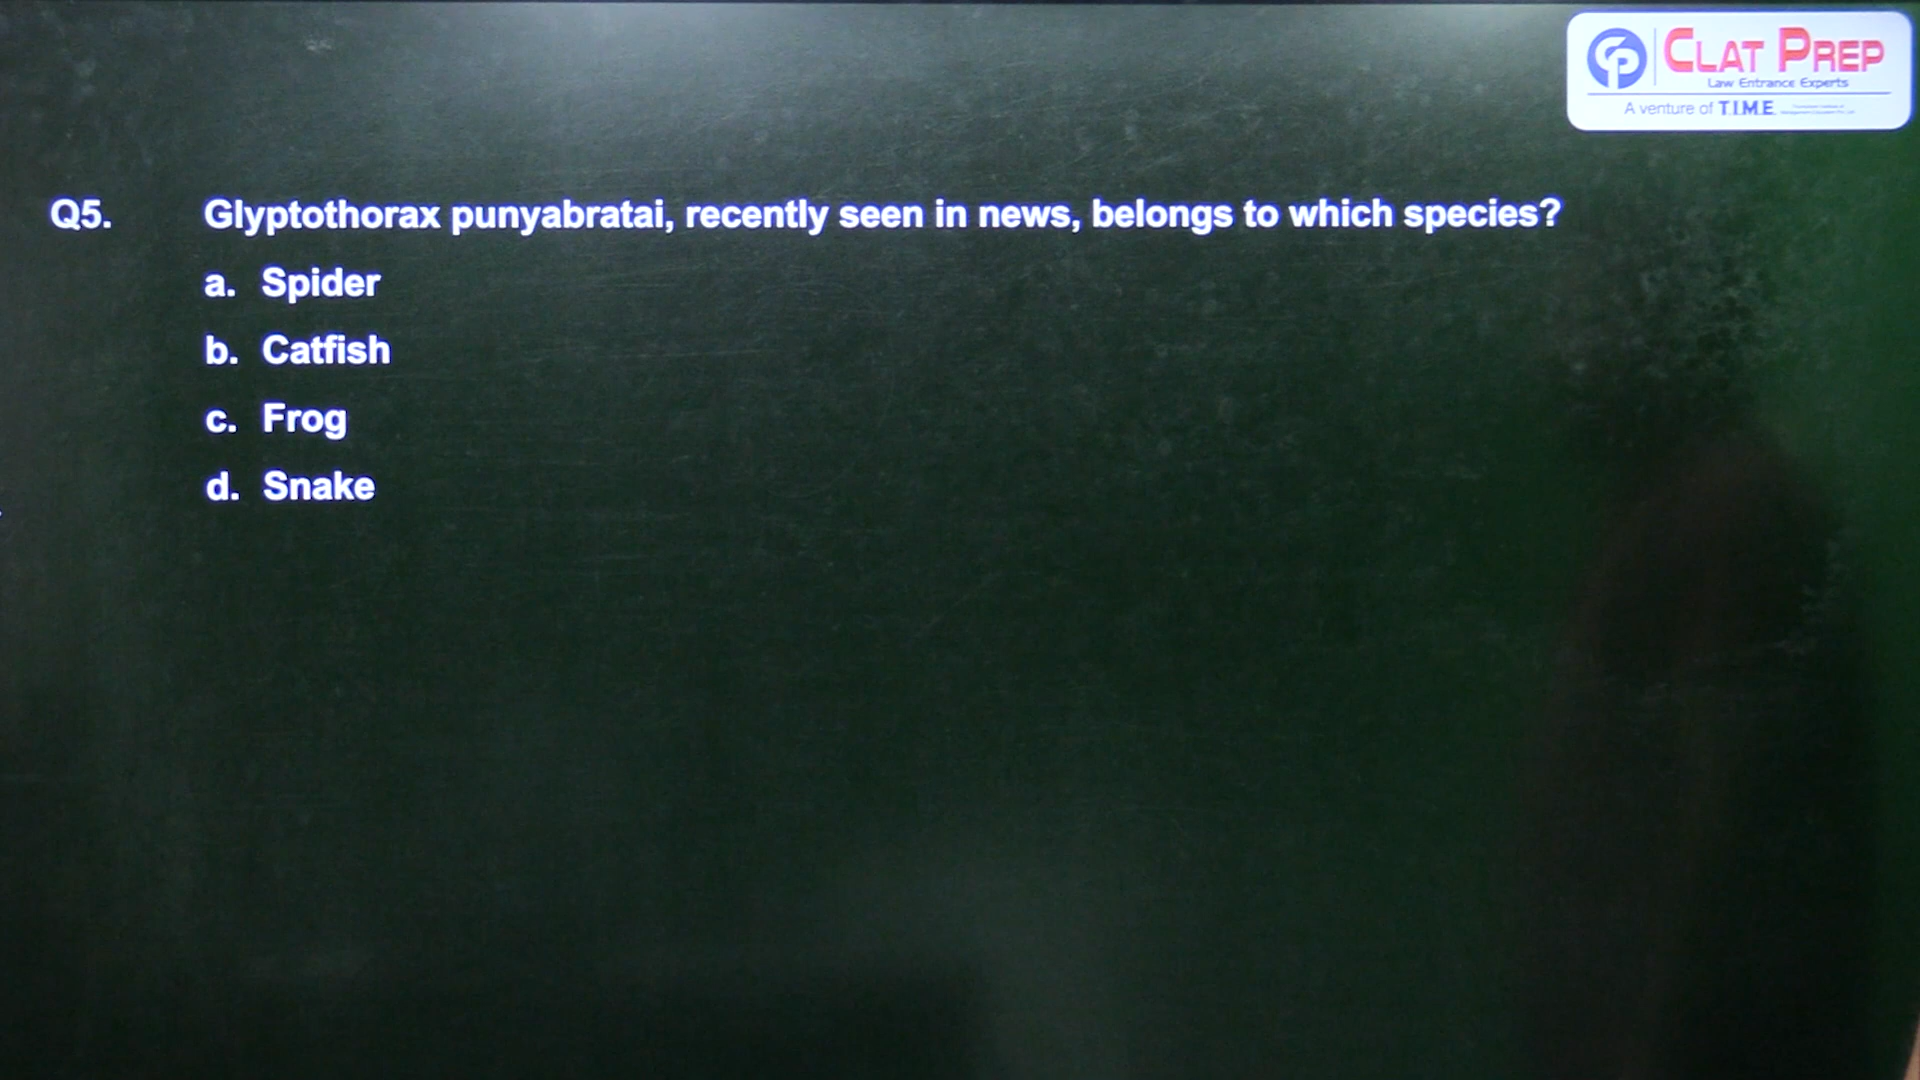 CLAT PREP
Law Entrance Experts
A venture of T.I.M.E.
Q5. Glyptothorax punyabratai, recently seen in news, belongs to which species?
a. Spider
b. Catfish
c. Frog
d. Snake